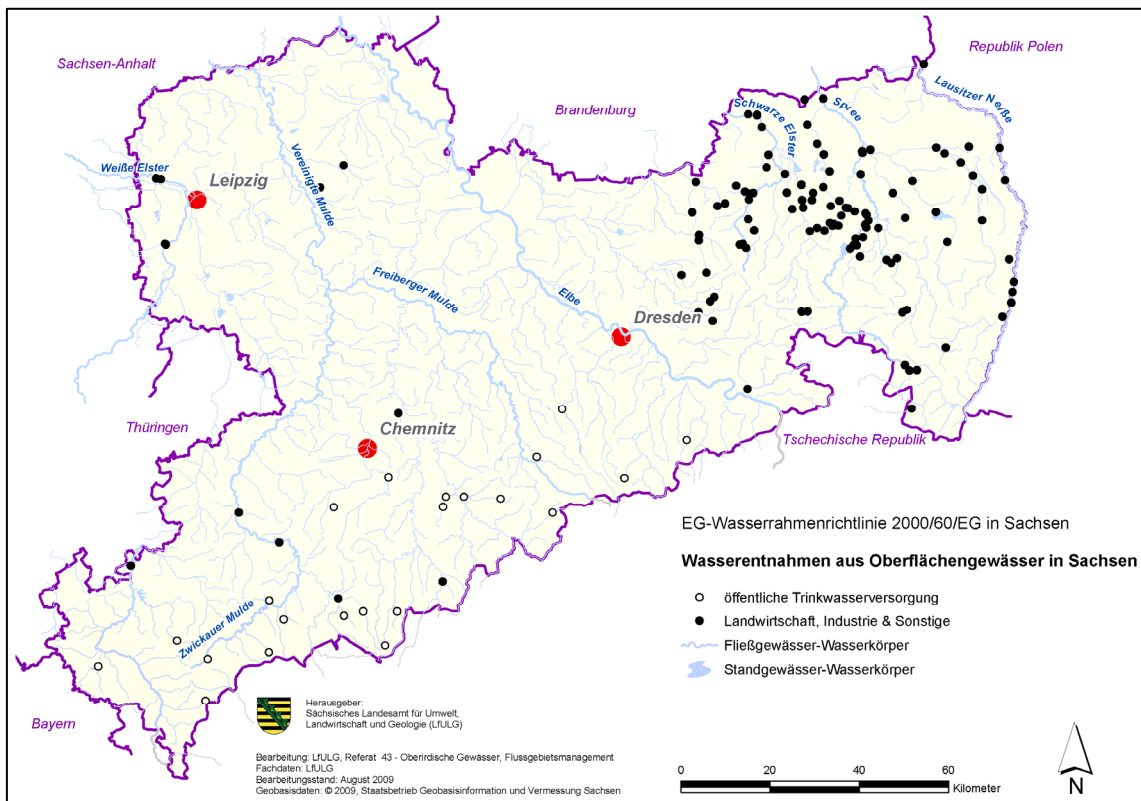 Republik Polen
Sachsen-Anhalt
Brandenburg
Lausitzer Neiße
Schwarze Elster
Spree
Weiße Elster
Leipzig
Vereinigte Mulde
Freiberger Mulde
Elbe
Dresden
Thüringen
Chemnitz
Tschechische Republik
Zwickauer Mulde
Bayern
EG-Wasserrahmenrichtlinie 2000/60/EG in Sachsen
Wasserentnahmen aus Oberflächengewässer in Sachsen
öffentliche Trinkwasserversorgung
Landwirtschaft, Industrie & Sonstige
Fließgewässer-Wasserkörper
Standgewässer-Wasserkörper
Herausgeber:
Sächsisches Landesamt für Umwelt,
Landwirtschaft und Geologie (LfULG)
Bearbeitung: LfULG, Referat 43 - Oberirdische Gewässer, Flussgebietsmanagement
Fachdaten: LfULG
Bearbeitungsstand: August 2009
Geobasisdaten: © 2009, Staatsbetrieb Geobasisinformation und Vermessung Sachsen
0 20 40 60
Kilometer
N